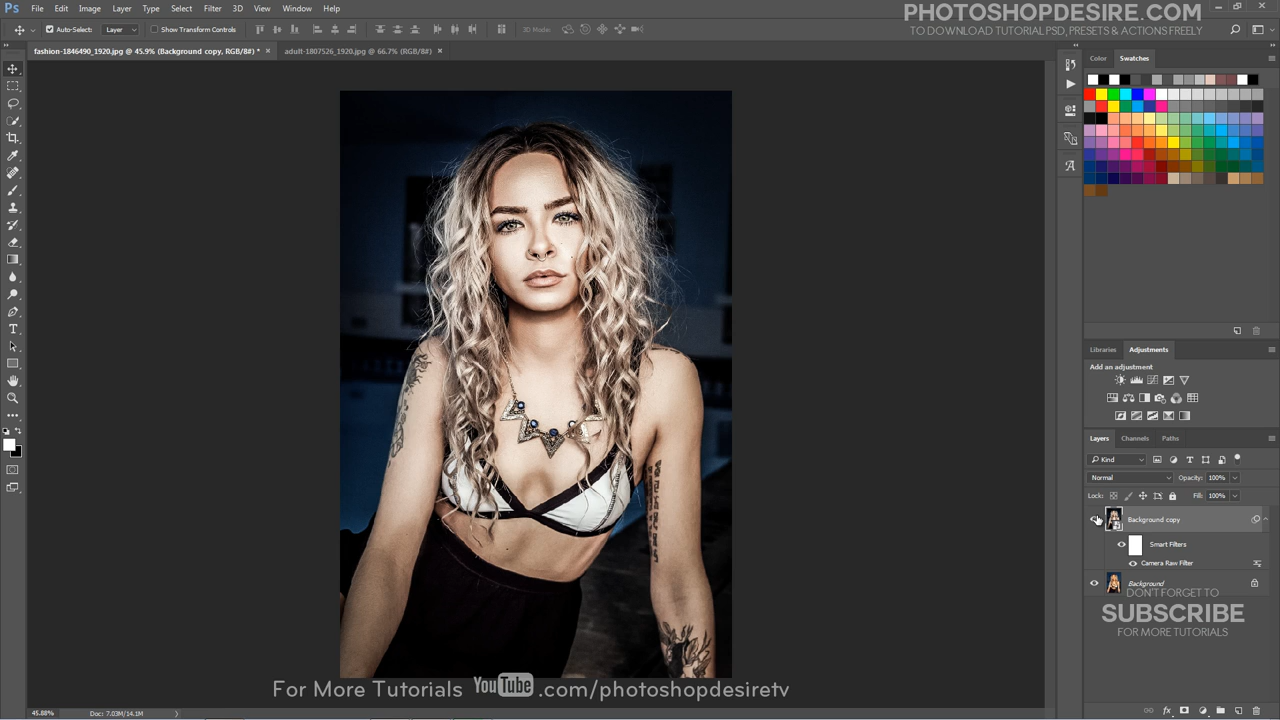 Ps File Edit Image Layer Type Select Filter 3D View Window Help
PHOTOSHOPDESIRE.COM
TO DOWNLOAD TUTORIAL PSD, PRESETS & ACTIONS FREELY
Auto-Select: Layer Show Transform Controls 3D Mode:
fashion-1846490_1920.jpg @ 45.9% (Background copy, RGB/8#) * × adult-1807526_1920.jpg @ 66.7% (RGB/8#) ×
Color Swatches
Libraries Adjustments
Add an adjustment
Layers Channels Paths
Kind
Normal Opacity: 100%
Lock: Fill: 100%
Background copy
Smart Filters
Camera Raw Filter
Background
DON'T FORGET TO
SUBSCRIBE
FOR MORE TUTORIALS
For More Tutorials YouTube .com/photoshopdesiretv
45.88% Doc: 7.03M/14.1M